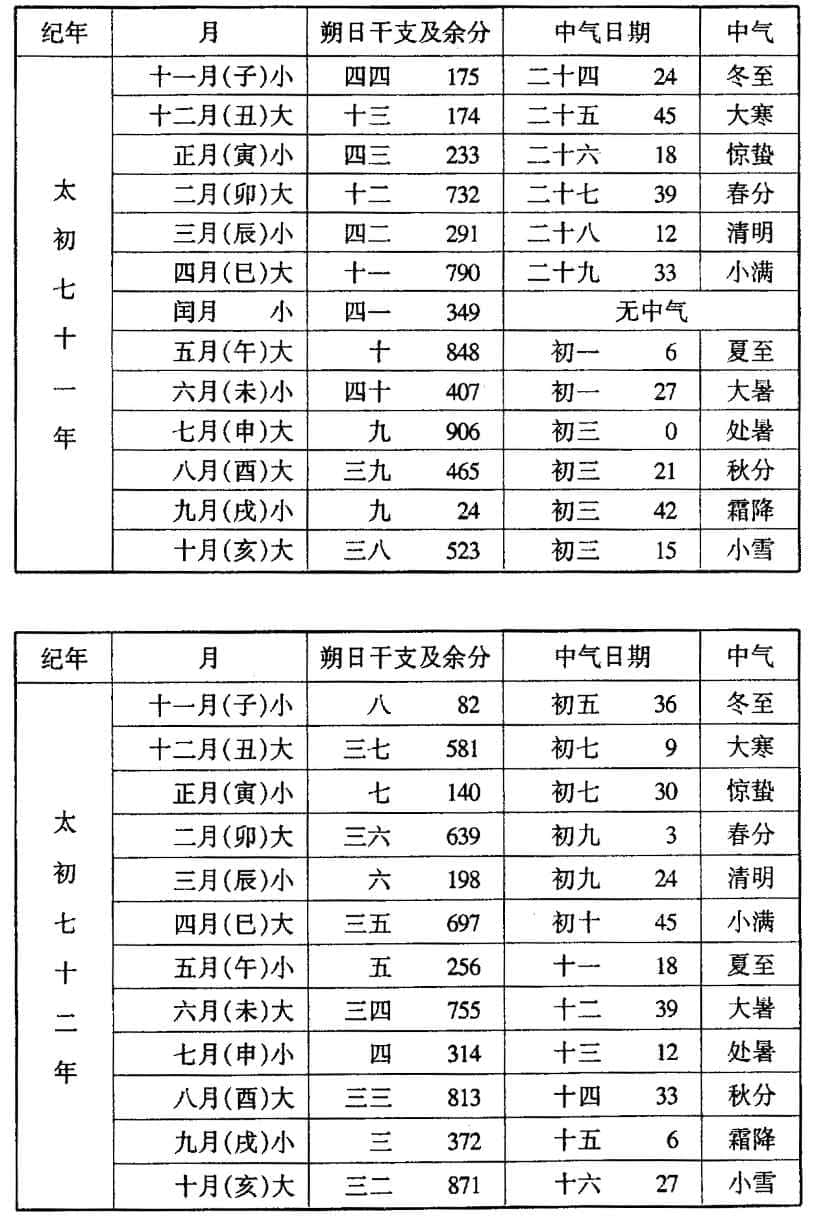 纪年 月 朔日干支及余分 中气日期 中气
太初七十一年
十一月(子)小 四四 175 二十四 24 冬至
十二月(丑)大 十三 174 二十五 45 大寒
正月(寅)小 四三 233 二十六 18 惊蛰
二月(卯)大 十二 732 二十七 39 春分
三月(辰)小 四二 291 二十八 12 清明
四月(巳)大 十一 790 二十九 33 小满
闰月 小 四一 349 无中气
五月(午)大 十 848 初一 6 夏至
六月(未)小 四十 407 初一 27 大暑
七月(申)大 九 906 初三 0 处暑
八月(酉)大 三九 465 初三 21 秋分
九月(戌)小 九 24 初三 42 霜降
十月(亥)大 三八 523 初三 15 小雪
纪年 月 朔日干支及余分 中气日期 中气
太初七十二年
十一月(子)小 八 82 初五 36 冬至
十二月(丑)大 三七 581 初七 9 大寒
正月(寅)小 七 140 初七 30 惊蛰
二月(卯)大 三六 639 初九 3 春分
三月(辰)小 六 198 初九 24 清明
四月(巳)大 三五 697 初十 45 小满
五月(午)小 五 256 十一 18 夏至
六月(未)大 三四 755 十二 39 大暑
七月(申)小 四 314 十三 12 处暑
八月(酉)大 三三 813 十四 33 秋分
九月(戌)小 三 372 十五 6 霜降
十月(亥)大 三二 871 十六 27 小雪